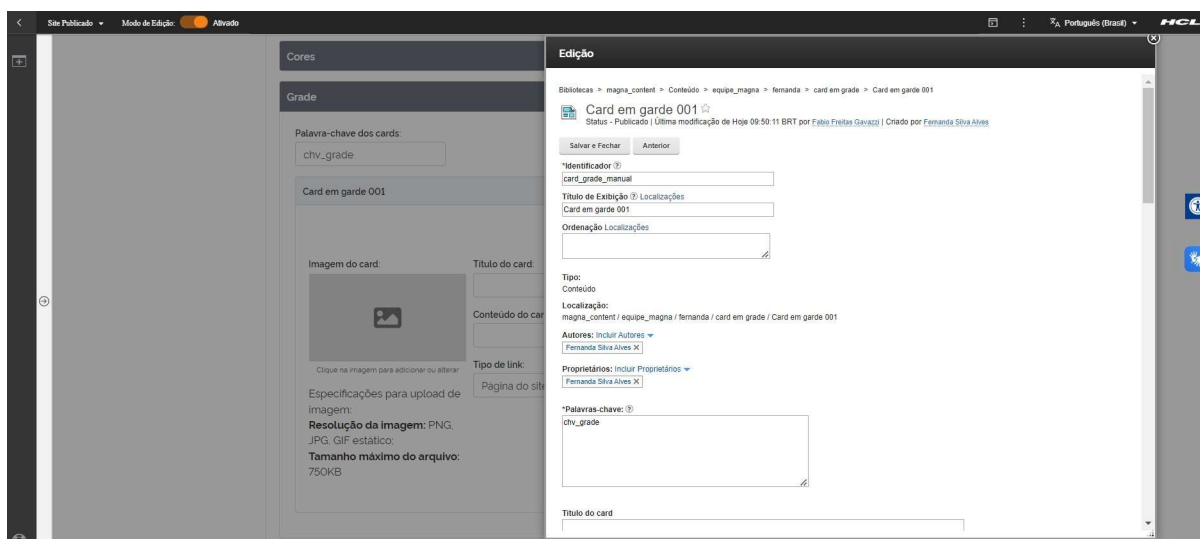 Site Publicado
Modo de Edição:
Ativado
Português (Brasil)
HCL
Cores
Grade
Palavra-chave dos cards:
chv_grade
Card em garde 001
Imagem do card:
Título do card:
Conteúdo do car
Clique na imagem para adicionar ou alterar
Tipo de link:
Página do site
Especificações para upload de
imagem:
Resolução da imagem: PNG,
JPG, GIF estático;
Tamanho máximo do arquivo:
750KB
Edição
Bibliotecas > magna_content > Conteúdo > equipe_magna > fernanda > card em grade > Card em garde 001
Card em garde 001
Status - Publicado | Última modificação de Hoje 09:50:11 BRT por Fabio Freitas Gavazzi | Criado por Fernanda Silva Alves
Salvar e Fechar
Anterior
*Identificador
card_grade_manual
Título de Exibição Localizações
Card em garde 001
Ordenação Localizações
Tipo:
Conteúdo
Localização:
magna_content / equipe_magna / fernanda / card em grade / Card em garde 001
Autores: Incluir Autores
Fernanda Silva Alves X
Proprietários: Incluir Proprietários
Fernanda Silva Alves X
*Palavras-chave:
chv_grade
Título do card